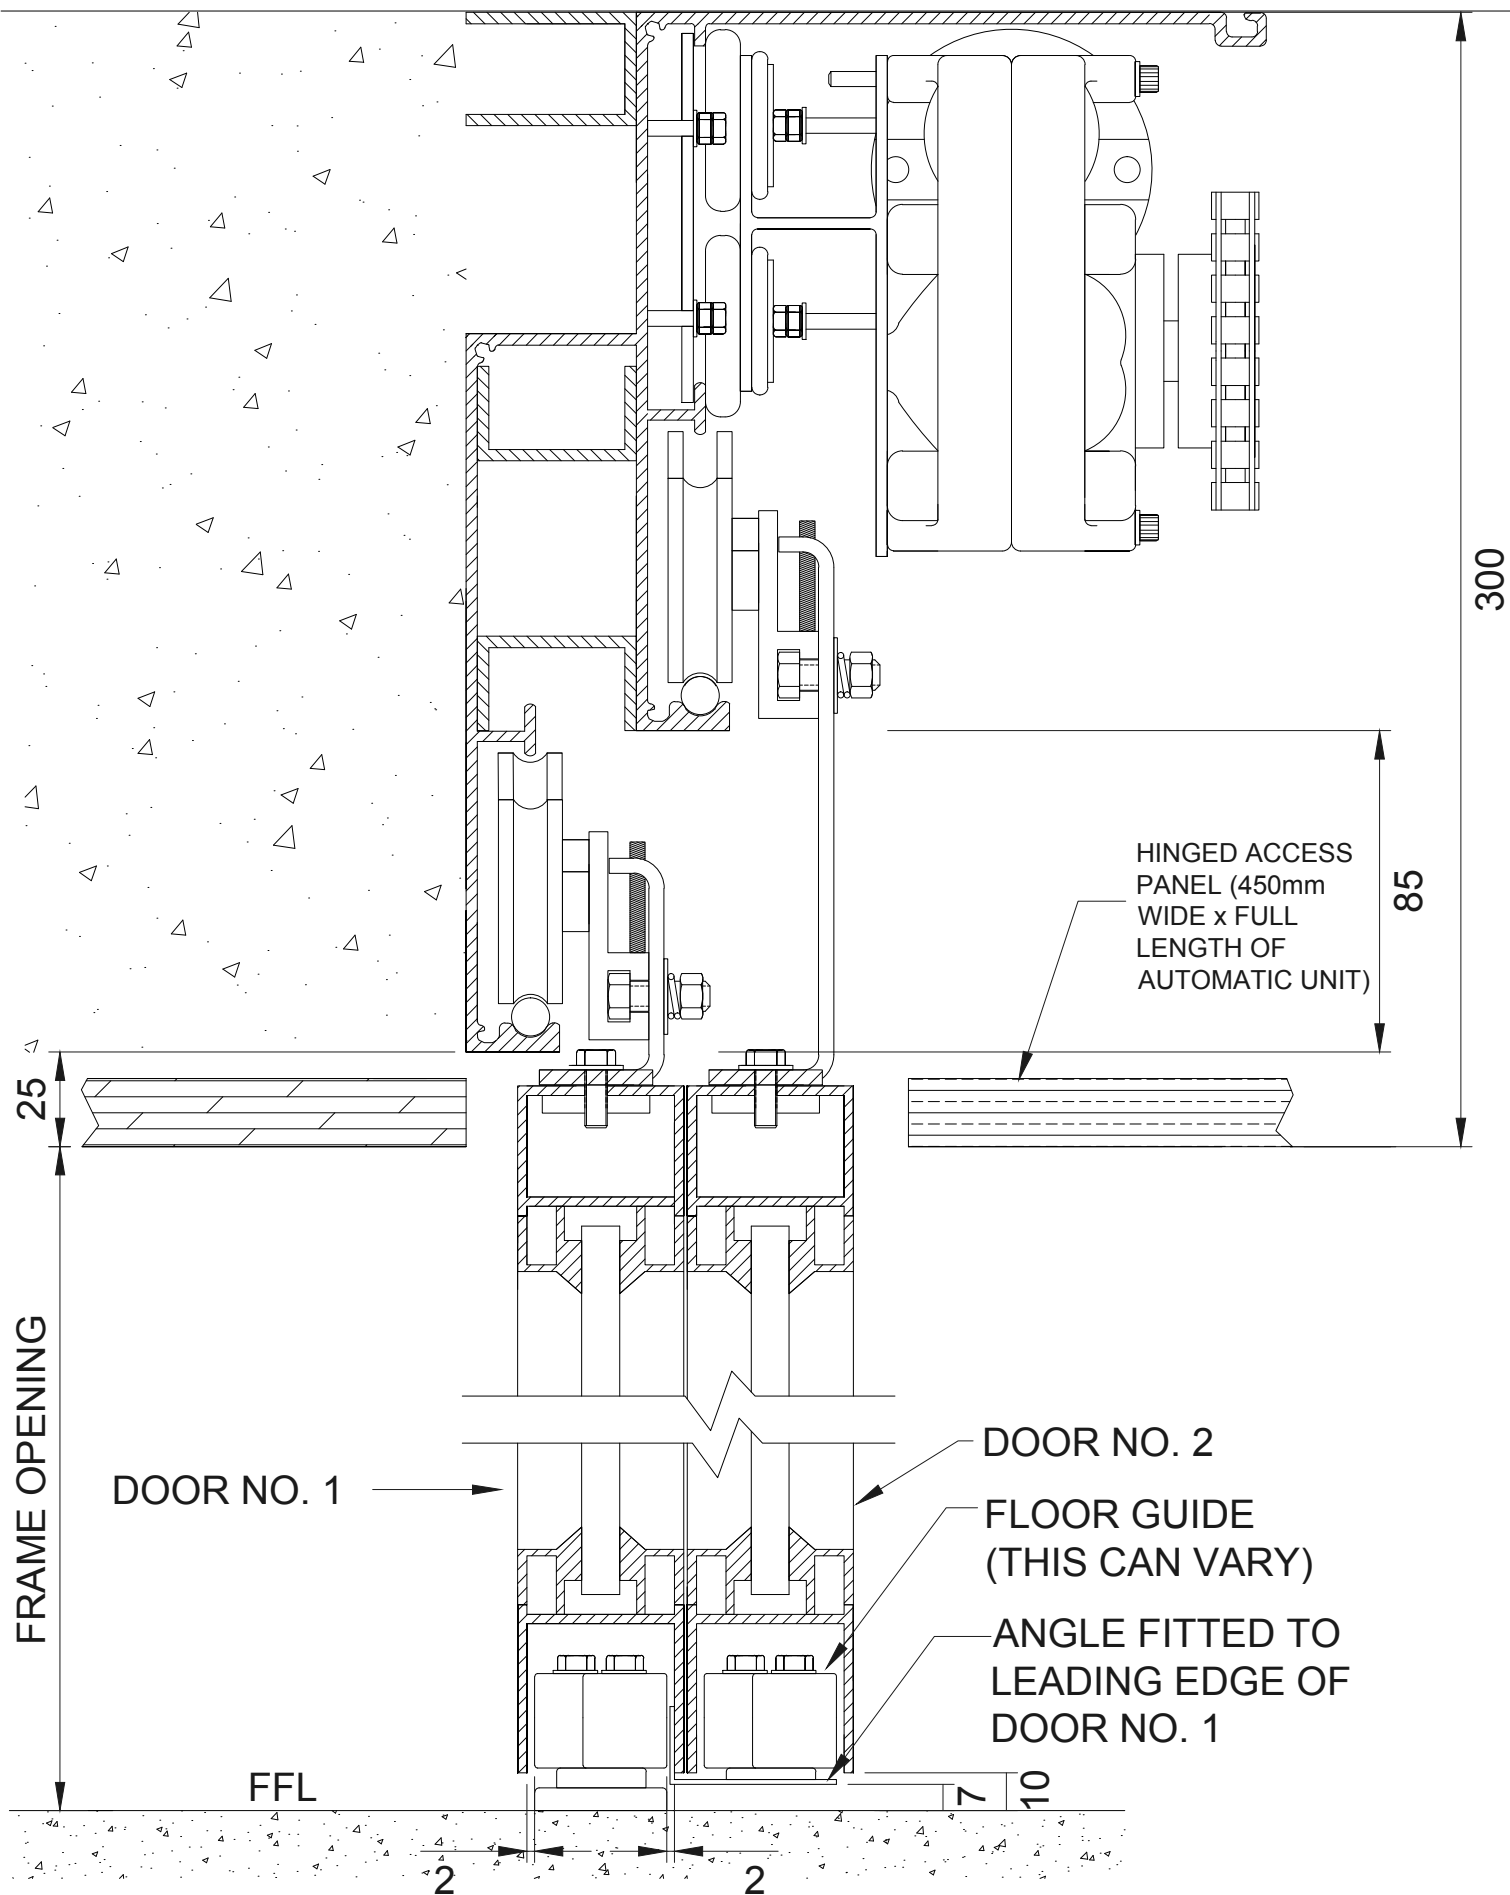 300
HINGED ACCESS
PANEL (450mm
WIDE x FULL
LENGTH OF
AUTOMATIC UNIT)
85
25
FRAME OPENING
DOOR NO. 1
DOOR NO. 2
FLOOR GUIDE
(THIS CAN VARY)
ANGLE FITTED TO
LEADING EDGE OF
DOOR NO. 1
FFL
7
10
2
2